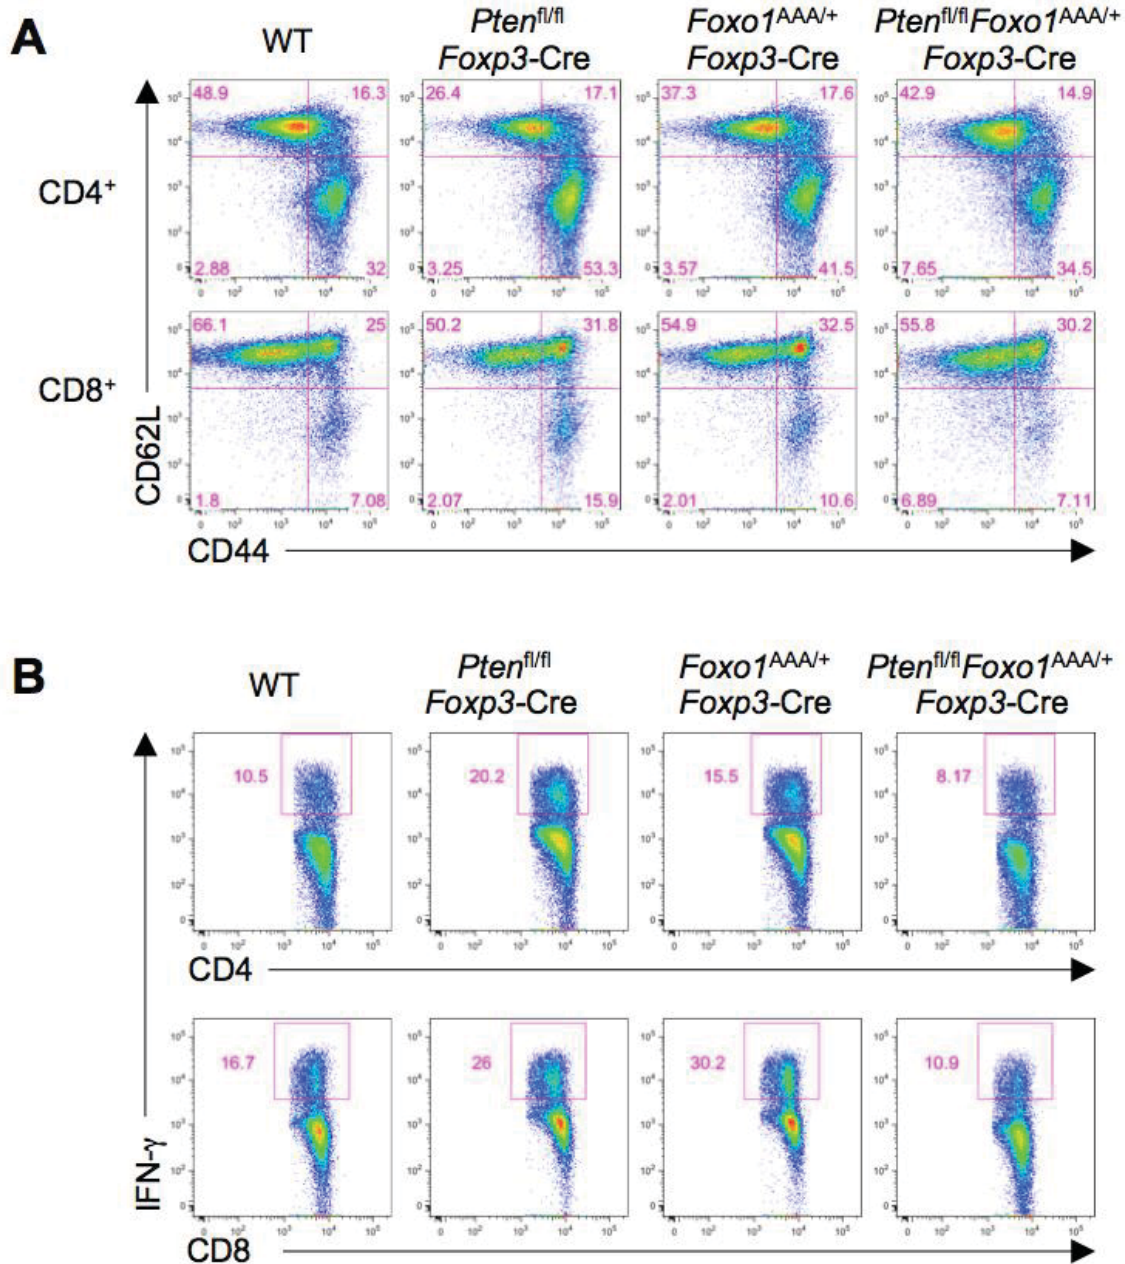 A
WT
Pten^fl/fl Foxp3-Cre
Foxo1^AAA/+ Foxp3-Cre
Pten^fl/fl Foxo1^AAA/+ Foxp3-Cre
CD4+
48.9 16.3
2.88 32
26.4 17.1
3.25 53.3
37.3 17.6
3.57 41.5
42.9 14.9
7.65 34.5
CD8+
66.1 25
1.8 7.08
50.2 31.8
2.07 15.9
54.9 32.5
2.01 10.6
55.8 30.2
6.89 7.11
CD62L
CD44
B
WT
Pten^fl/fl Foxp3-Cre
Foxo1^AAA/+ Foxp3-Cre
Pten^fl/fl Foxo1^AAA/+ Foxp3-Cre
10.5
20.2
15.5
8.17
CD4
16.7
26
30.2
10.9
IFN-γ
CD8